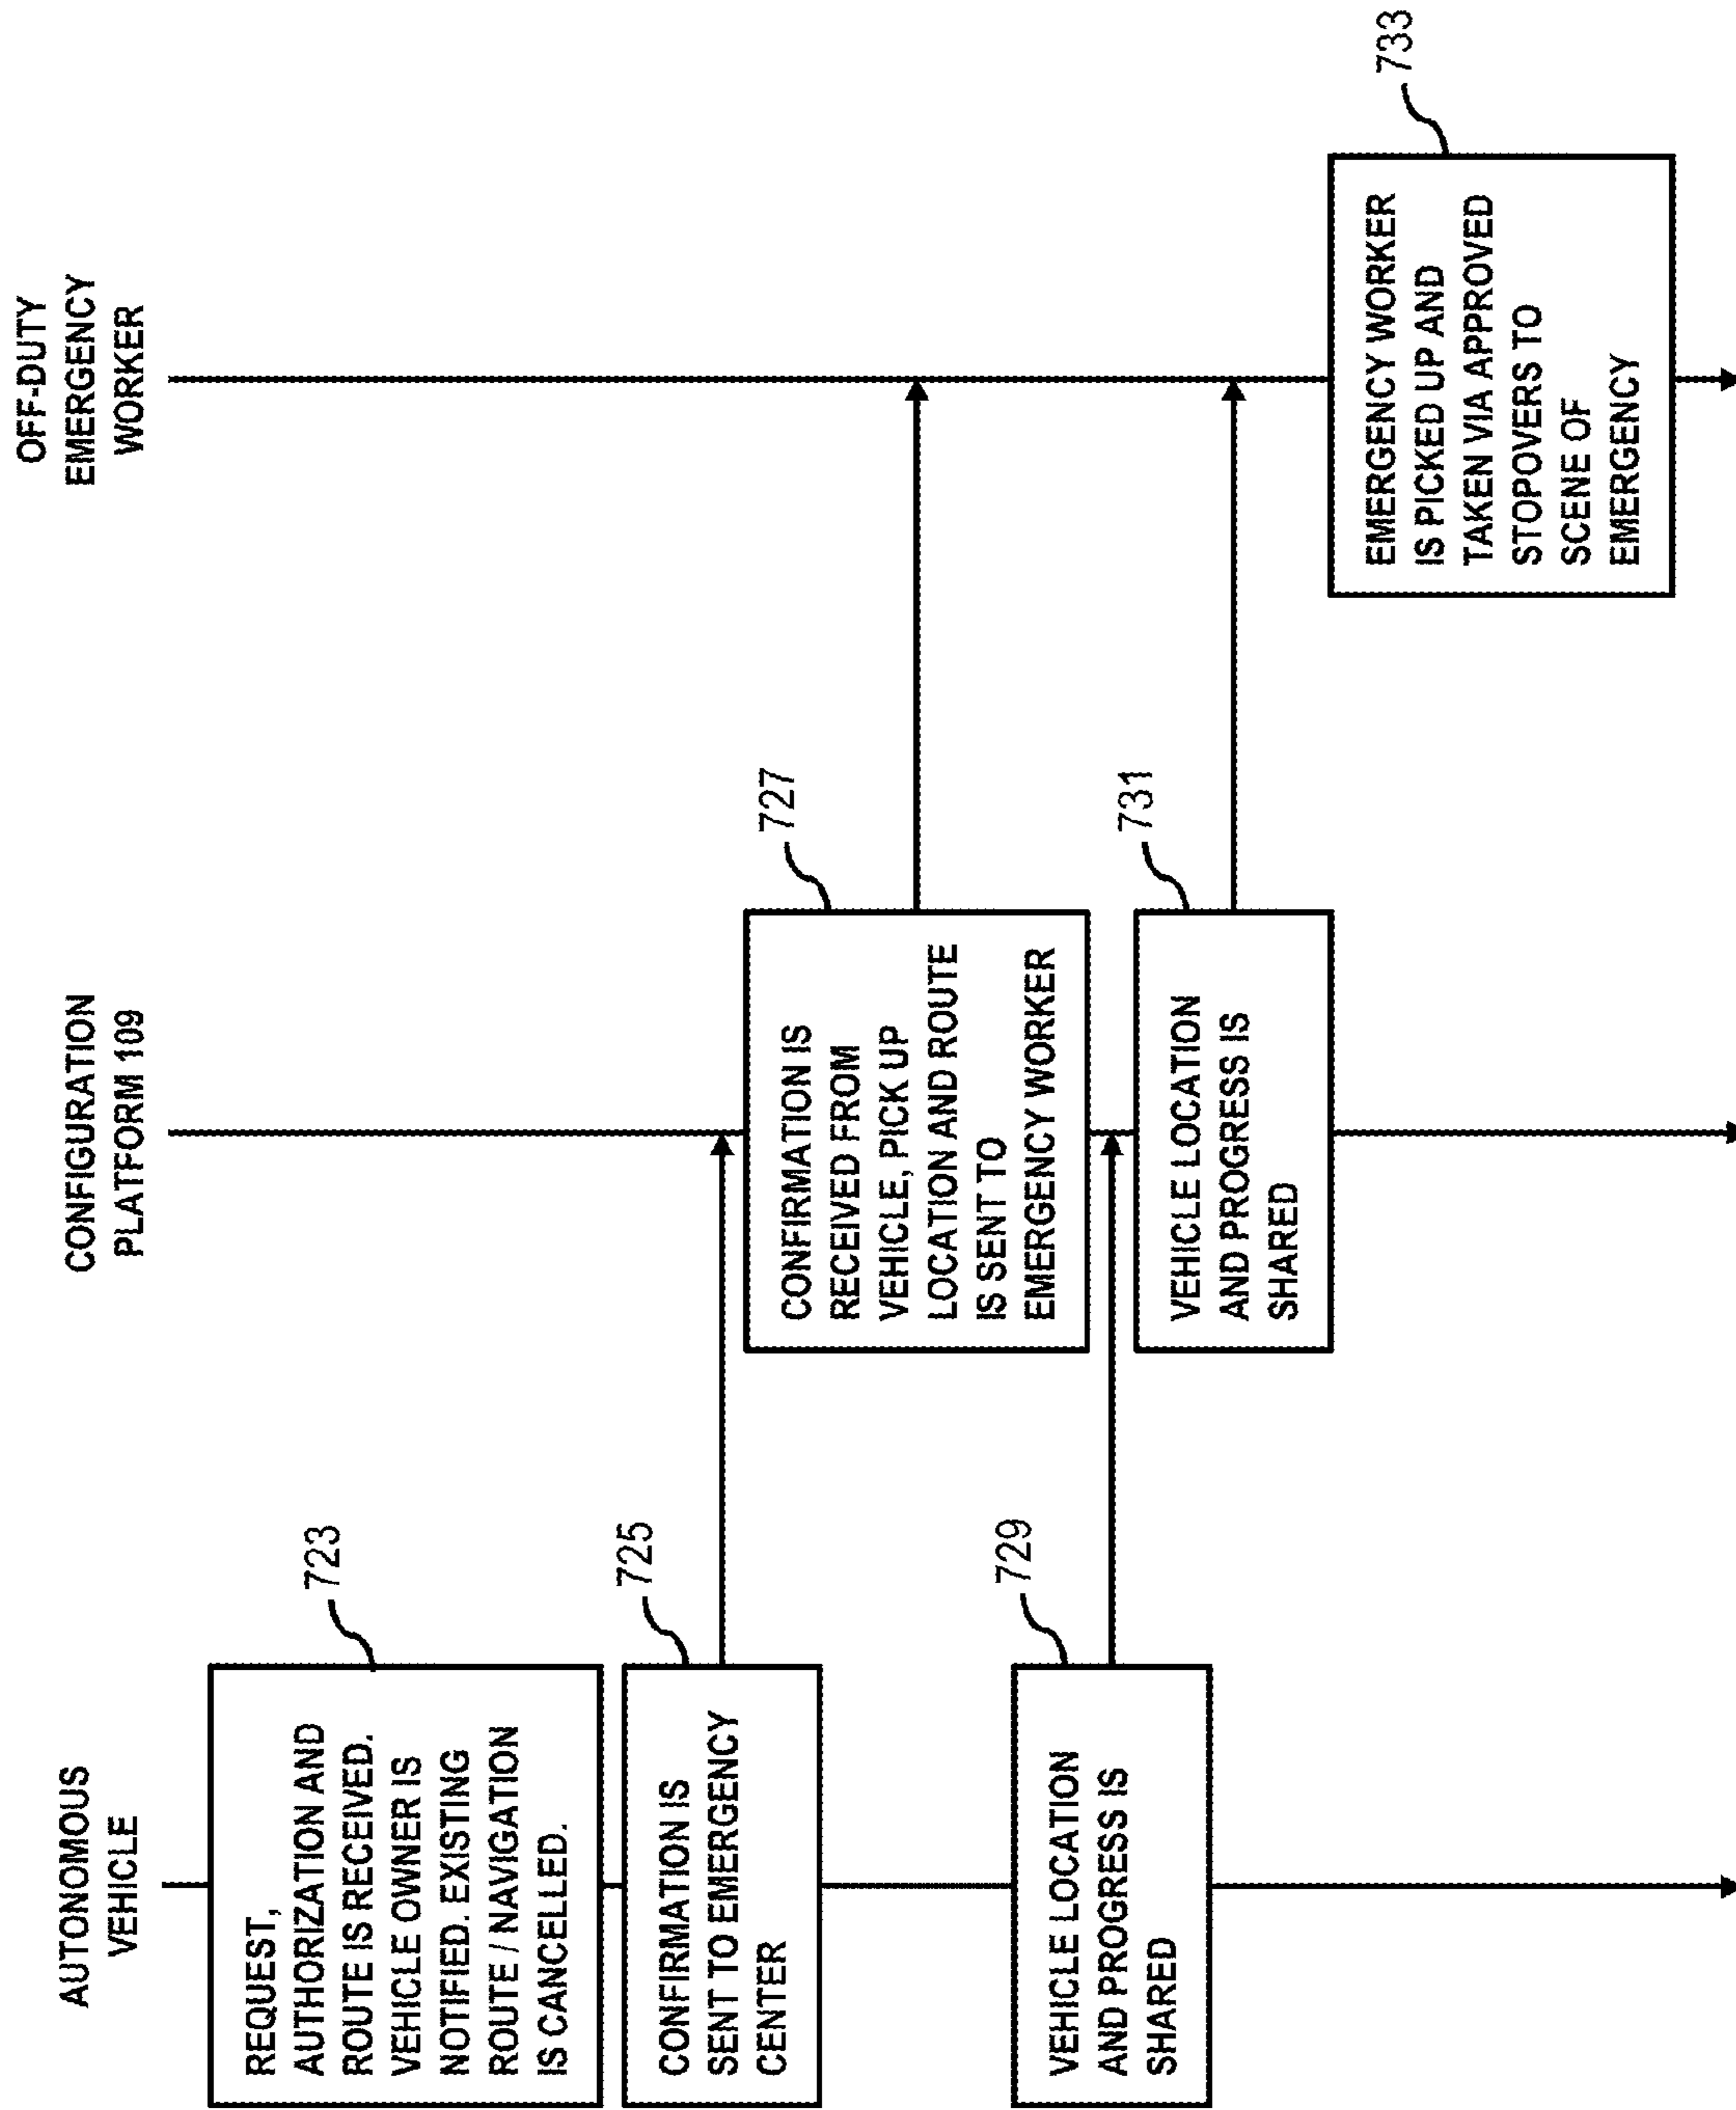 AUTONOMOUS
VEHICLE
CONFIGURATION
PLATFORM 109
OFF-DUTY
EMERGENCY
WORKER
REQUEST,
AUTHORIZATION AND
ROUTE IS RECEIVED.
VEHICLE OWNER IS
NOTIFIED. EXISTING
ROUTE / NAVIGATION
IS CANCELLED.
723
CONFIRMATION IS
SENT TO EMERGENCY
CENTER
725
CONFIRMATION IS
RECEIVED FROM
VEHICLE, PICK UP
LOCATION AND ROUTE
IS SENT TO
EMERGENCY WORKER
727
VEHICLE LOCATION
AND PROGRESS IS
SHARED
729
VEHICLE LOCATION
AND PROGRESS IS
SHARED
731
EMERGENCY WORKER
IS PICKED UP AND
TAKEN VIA APPROVED
STOPOVERS TO
SCENE OF
EMERGENCY
733